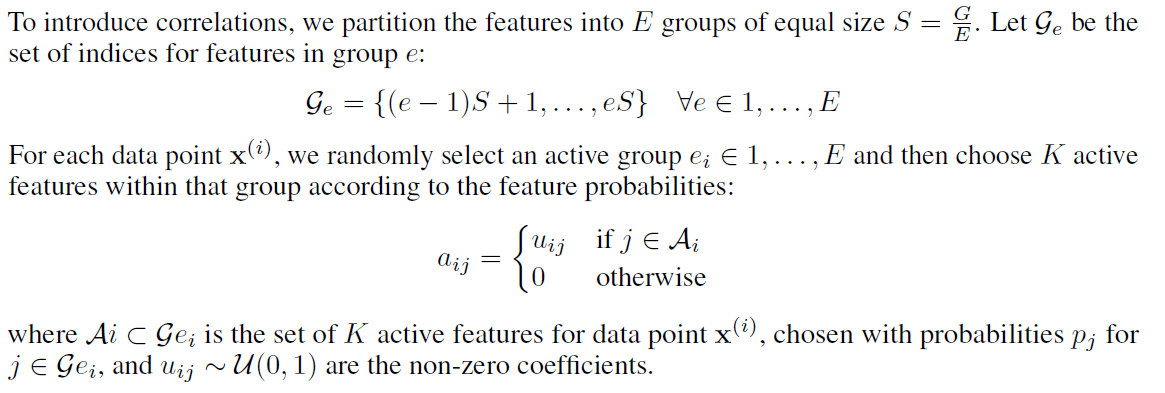 To introduce correlations, we partition the features into $E$ groups of equal size $S = \frac{G}{E}$. Let $\mathcal{G}_e$ be the
set of indices for features in group $e$:
$\mathcal{G}_e = \{(e-1)S + 1, \ldots, eS\} \quad \forall e \in 1, \ldots, E$
For each data point $\mathbf{x}^{(i)}$, we randomly select an active group $e_i \in 1, \ldots, E$ and then choose $K$ active
features within that group according to the feature probabilities:
$a_{ij} = \begin{cases} u_{ij} & \text{if } j \in \mathcal{A}_i \\ 0 & \text{otherwise} \end{cases}$
where $\mathcal{A}i \subset \mathcal{G}e_i$ is the set of $K$ active features for data point $\mathbf{x}^{(i)}$, chosen with probabilities $p_j$ for
$j \in \mathcal{G}e_i$, and $u_{ij} \sim \mathcal{U}(0, 1)$ are the non-zero coefficients.